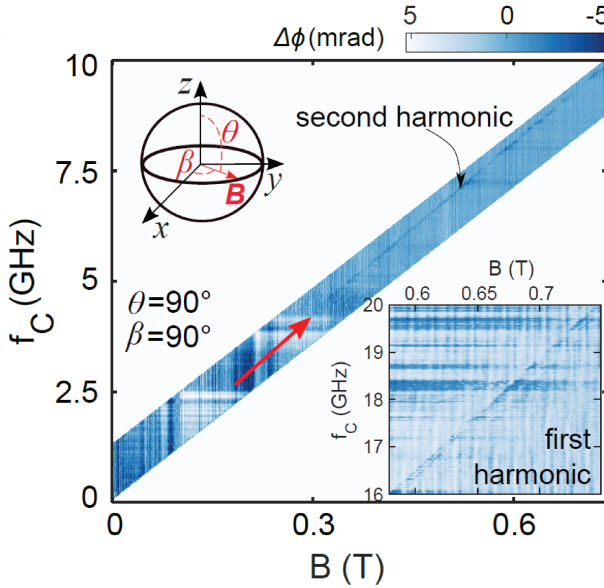 Δϕ (mrad)
5 0 -5
10
7.5
5
2.5
0
f_C (GHz)
z
θ
β
y
B
x
second harmonic
θ=90°
β=90°
B (T)
0.6 0.65 0.7
20
19
18
17
16
f_C (GHz)
first
harmonic
0 0.3 0.6
B (T)